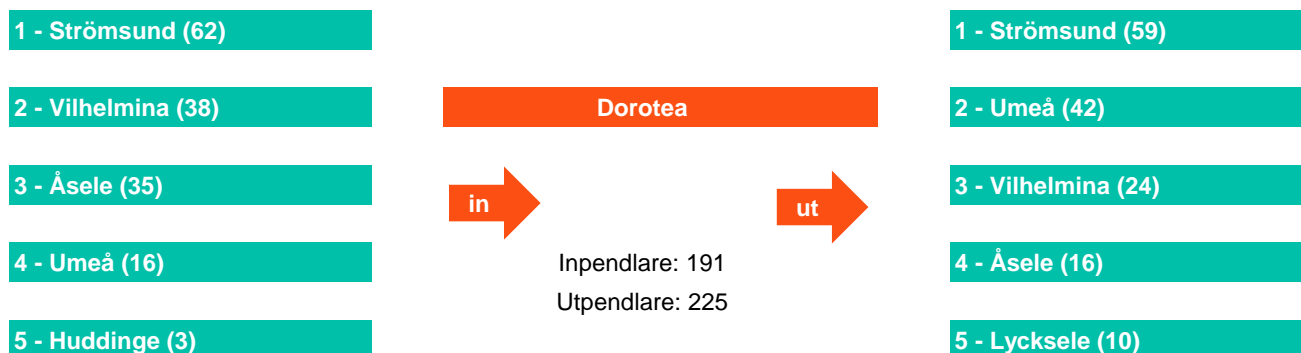 1 - Strömsund (62)
2 - Vilhelmina (38)
3 - Åsele (35)
4 - Umeå (16)
5 - Huddinge (3)
Dorotea
in
ut
Inpendlare: 191
Utpendlare: 225
1 - Strömsund (59)
2 - Umeå (42)
3 - Vilhelmina (24)
4 - Åsele (16)
5 - Lycksele (10)